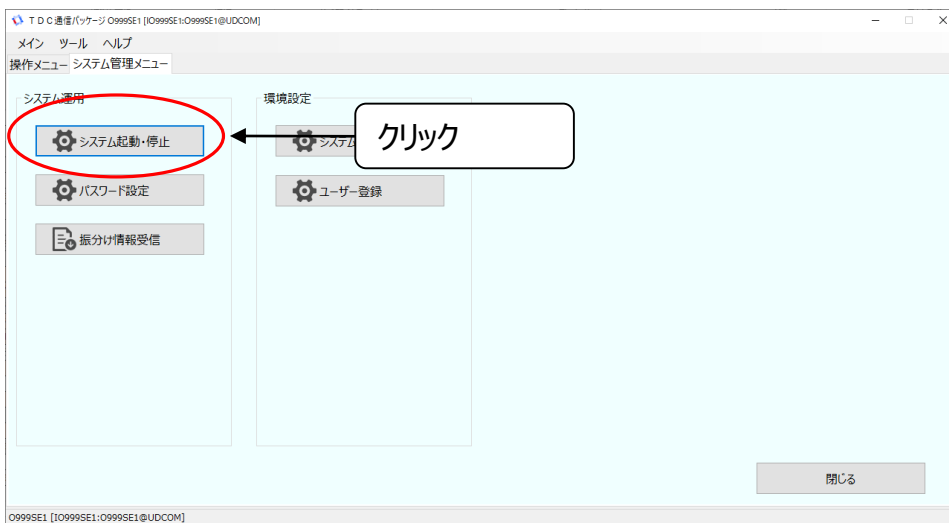 TDC通信パッケージ O999SE1 [IO999SE1:O999SE1@UDCOM]
メイン ツール ヘルプ
操作メニュー システム管理メニュー
システム運用
環境設定
システム起動・停止
システム
クリック
パスワード設定
ユーザー登録
振分け情報受信
閉じる
O999SE1 [IO999SE1:O999SE1@UDCOM]